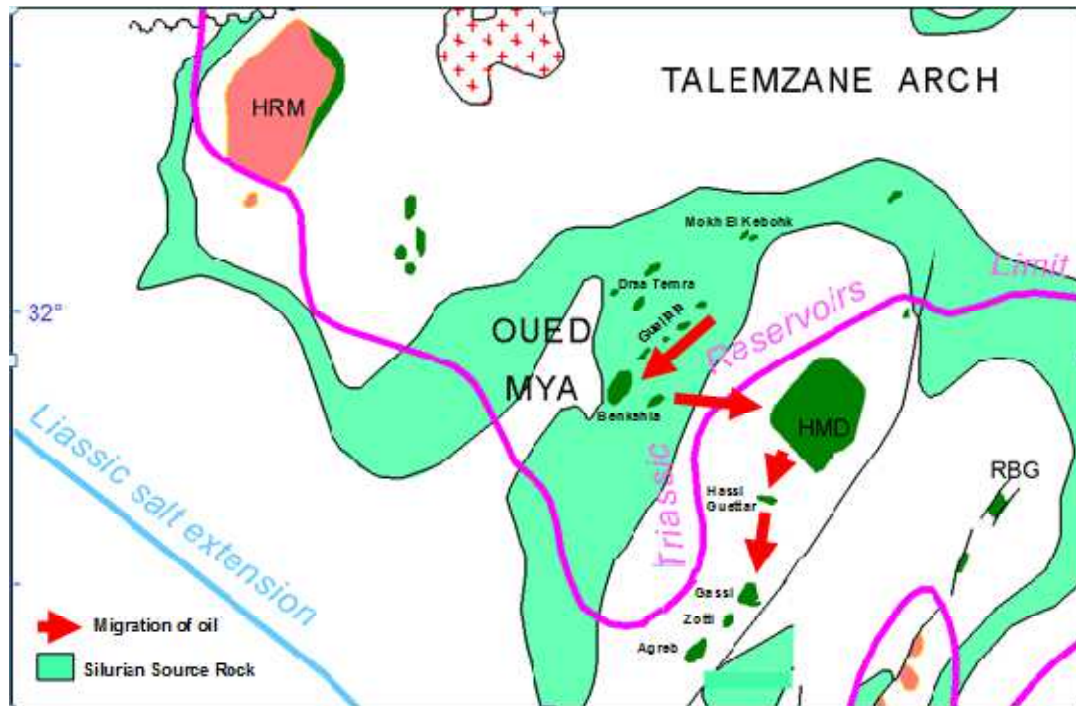 TALEMZANE ARCH
HRM
Mokh El Kebohk
Limit
Draa Temra
32°
OUED
MYA
Reservoirs
Benkahla
HMD
Liassic salt extension
Triassic
RBG
Hassi
Guettar
Gassi
Zotti
Agreb
Migration of oil
Silurian Source Rock